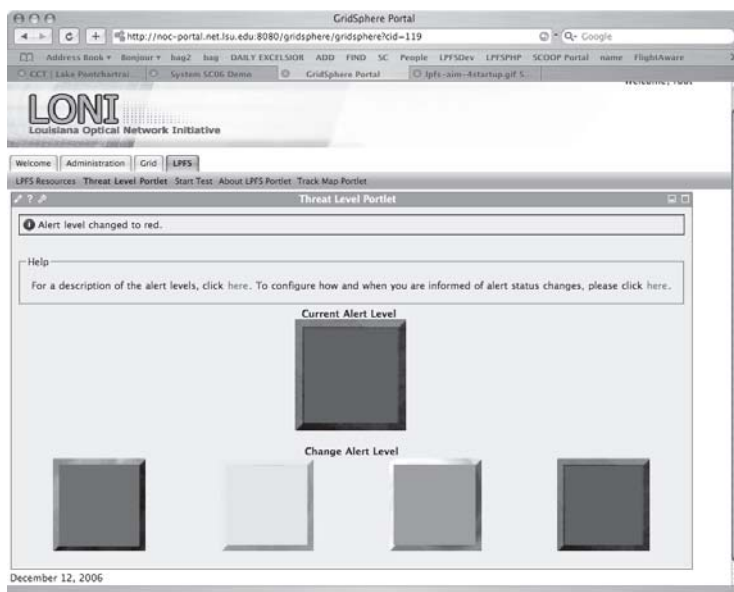 GridSphere Portal
http://noc-portal.net.lsu.edu:8080/gridsphere/gridsphere?cid=119
Google
Address Book Bonjour bag2 bag DAILY EXCELSIOR ADD FIND SC People LPFSDev LPFSPHP SCOOP Portal name FlightAware
CCT | Lake Pontchartrai... System SC06 Demo GridSphere Portal lpfs-aim-4startup.gif 5...
Welcome,
LONI
Louisiana Optical Network Initiative
Welcome Administration Grid LPFS
LPFS Resources Threat Level Portlet Start Test About LPFS Portlet Track Map Portlet
? Threat Level Portlet
Alert level changed to red.
Help
For a description of the alert levels, click here. To configure how and when you are informed of alert status changes, please click here.
Current Alert Level
Change Alert Level
December 12, 2006